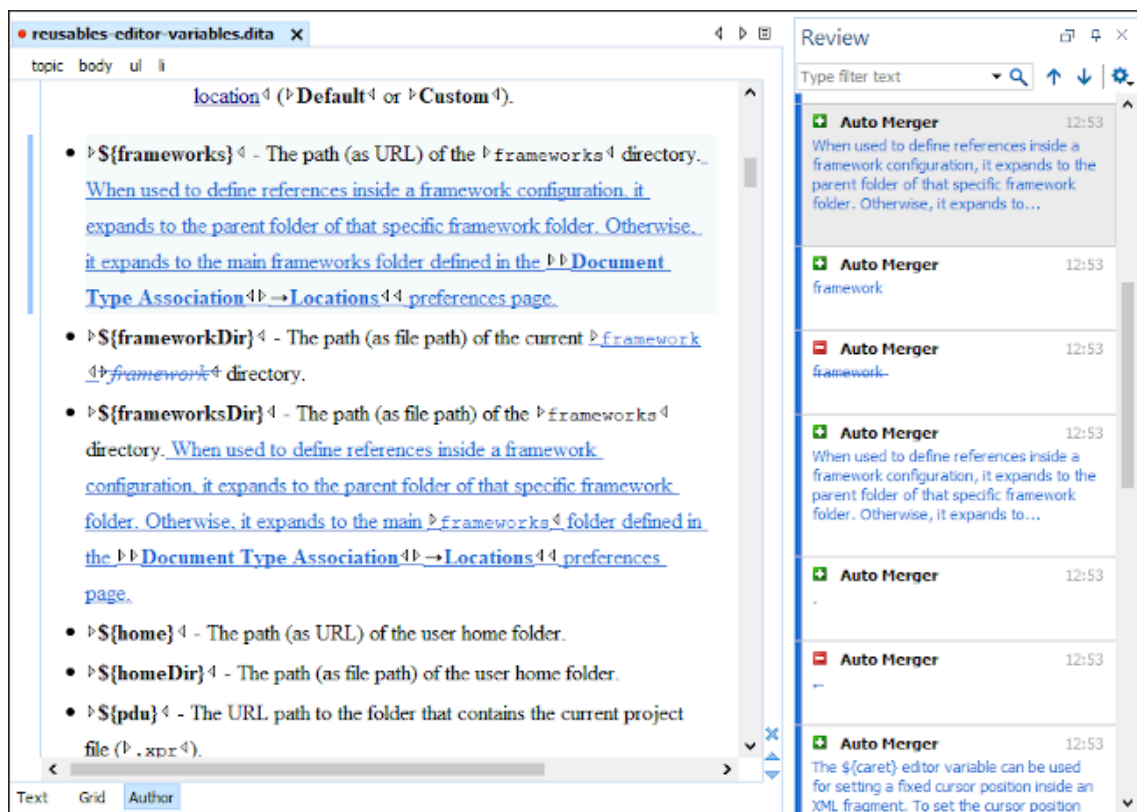 reusables-editor-variables.dita
topic body ul li
location (Default or Custom).
${frameworks} - The path (as URL) of the frameworks directory.
When used to define references inside a framework configuration, it
expands to the parent folder of that specific framework folder. Otherwise,
it expands to the main frameworks folder defined in the Document
Type Association→Locations preferences page.
${frameworkDir} - The path (as file path) of the current framework
framework directory.
${frameworksDir} - The path (as file path) of the frameworks
directory. When used to define references inside a framework
configuration, it expands to the parent folder of that specific framework
folder. Otherwise, it expands to the main frameworks folder defined in
the Document Type Association→Locations preferences
page.
${home} - The path (as URL) of the user home folder.
${homeDir} - The path (as file path) of the user home folder.
${pdu} - The URL path to the folder that contains the current project
file (.xpr).
Text Grid Author
Review
Type filter text
Auto Merger 12:53
When used to define references inside a
framework configuration, it expands to the
parent folder of that specific framework
folder. Otherwise, it expands to...
Auto Merger 12:53
framework
Auto Merger 12:53
framework
Auto Merger 12:53
When used to define references inside a
framework configuration, it expands to the
parent folder of that specific framework
folder. Otherwise, it expands to...
Auto Merger 12:53
.
Auto Merger 12:53
Auto Merger 12:53
The ${caret} editor variable can be used
for setting a fixed cursor position inside an
XML fragment. To set the cursor position